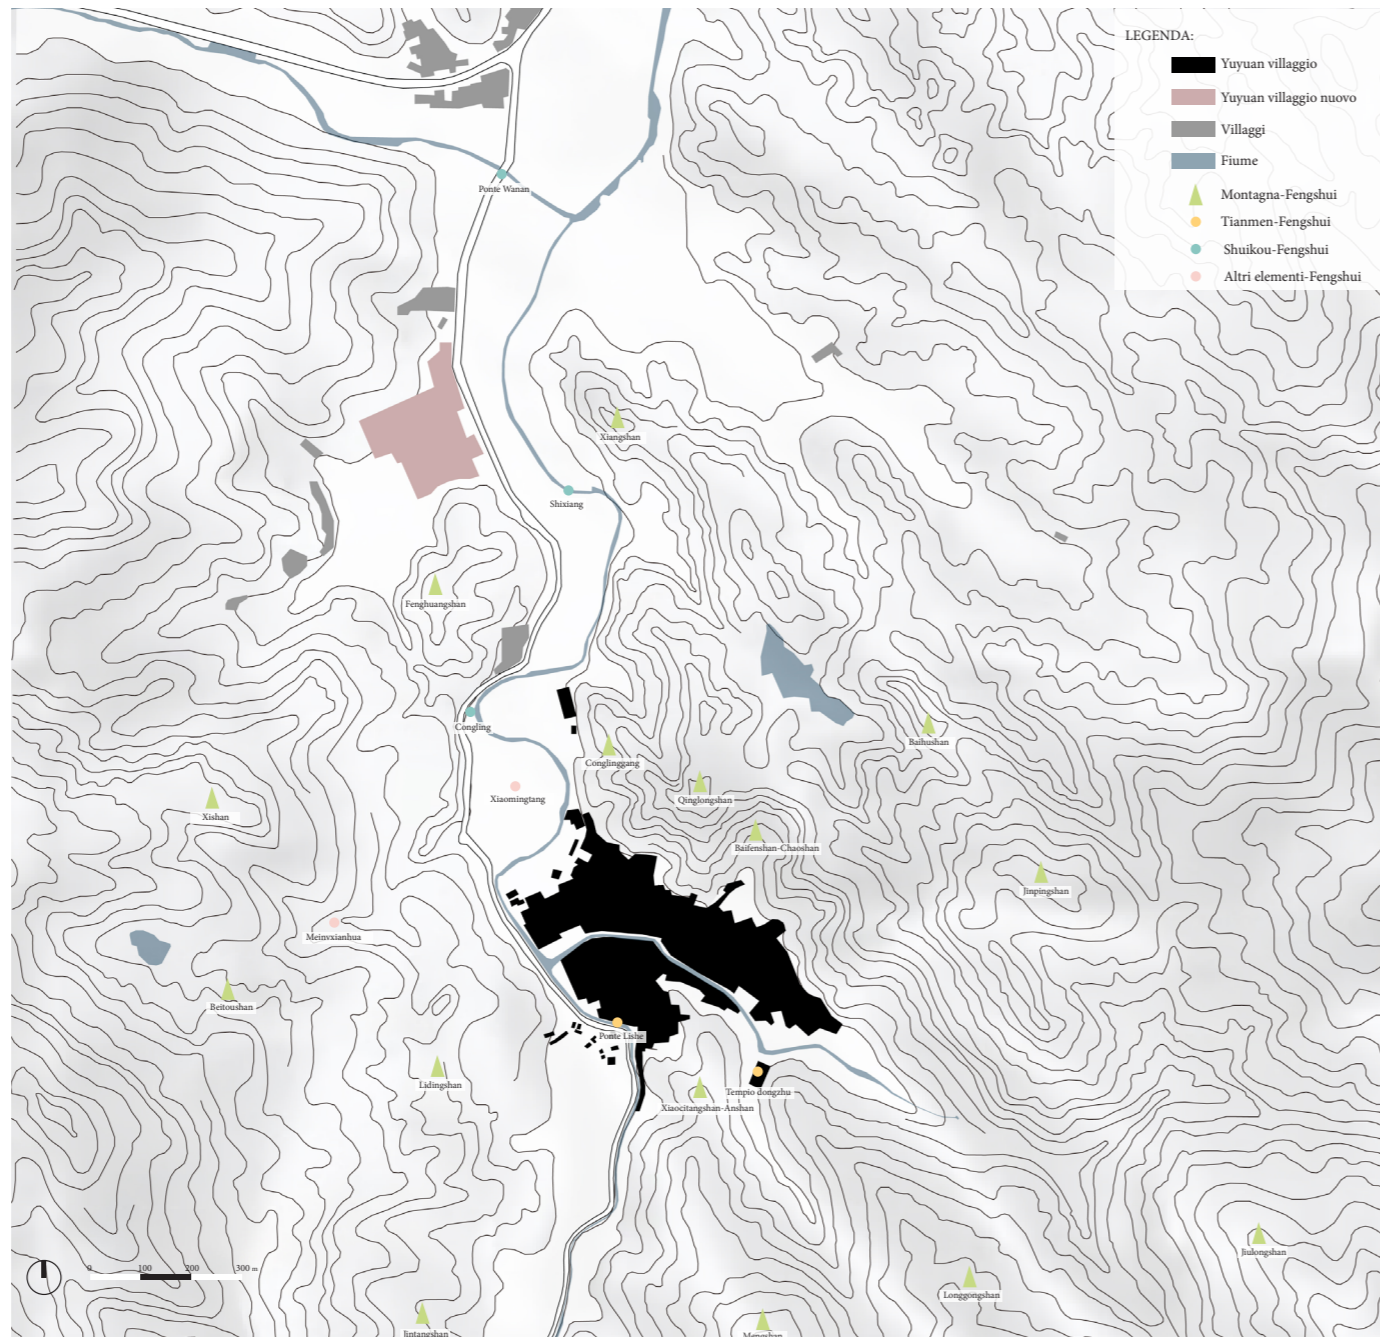 LEGENDA:
Yuyuan villaggio
Yuyuan villaggio nuovo
Villaggi
Fiume
Montagna-Fengshui
Tianmen-Fengshui
Shuikou-Fengshui
Altri elementi-Fengshui
Ponte Wanan
Xiangshan
Shixiang
Fenghuangshan
Congling
Baihushan
Conglinggang
Xiaomingtang
Qinglongshan
Xishan
Baifenshan-Chaoshan
Jinpingshan
Meinvxianhua
Beitoushan
Ponte Lishe
Lidingshan
Tempio dongzhu
Xiaocitangshan-Anshan
Jiulongshan
0 100 200 300 m
Longgongshan
Jintangshan